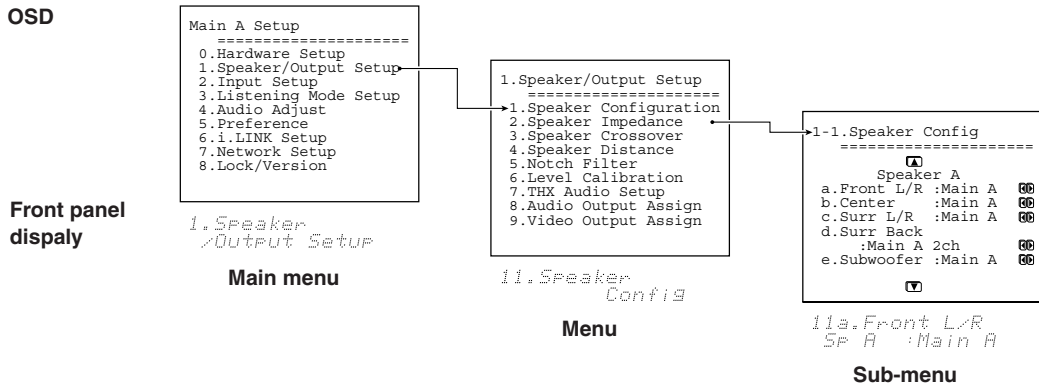 OSD
Main A Setup
=====================
0.Hardware Setup
1.Speaker/Output Setup
2.Input Setup
3.Listening Mode Setup
4.Audio Adjust
5.Preference
6.i.LINK Setup
7.Network Setup
8.Lock/Version
Front panel
dispaly
1.Speaker
/Output Setup
Main menu
1.Speaker/Output Setup
=====================
1.Speaker Configuration
2.Speaker Impedance
3.Speaker Crossover
4.Speaker Distance
5.Notch Filter
6.Level Calibration
7.THX Audio Setup
8.Audio Output Assign
9.Video Output Assign
11.Speaker
Config
Menu
1-1.Speaker Config
=====================
Speaker A
a.Front L/R :Main A
b.Center :Main A
c.Surr L/R :Main A
d.Surr Back
:Main A 2ch
e.Subwoofer :Main A
11a.Front L/R
Sp A :Main A
Sub-menu